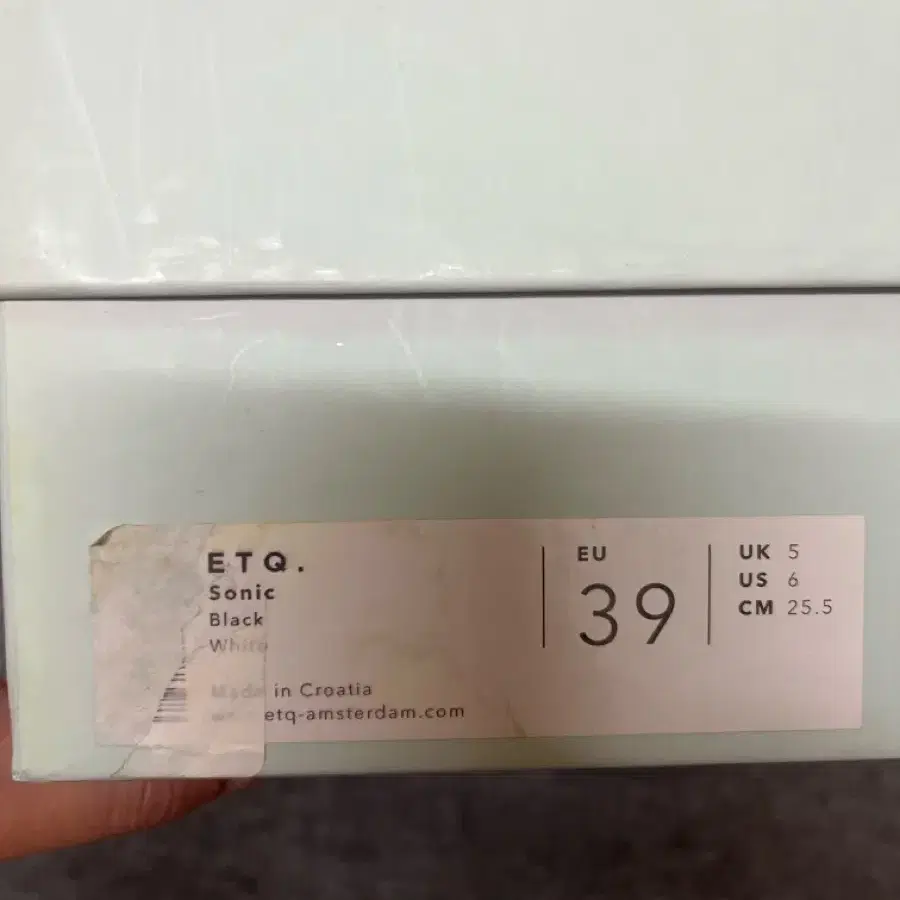 ETQ.
Sonic
Black
White
Made in Croatia
etq-amsterdam.com
EU
39
UK 5
US 6
CM 25.5